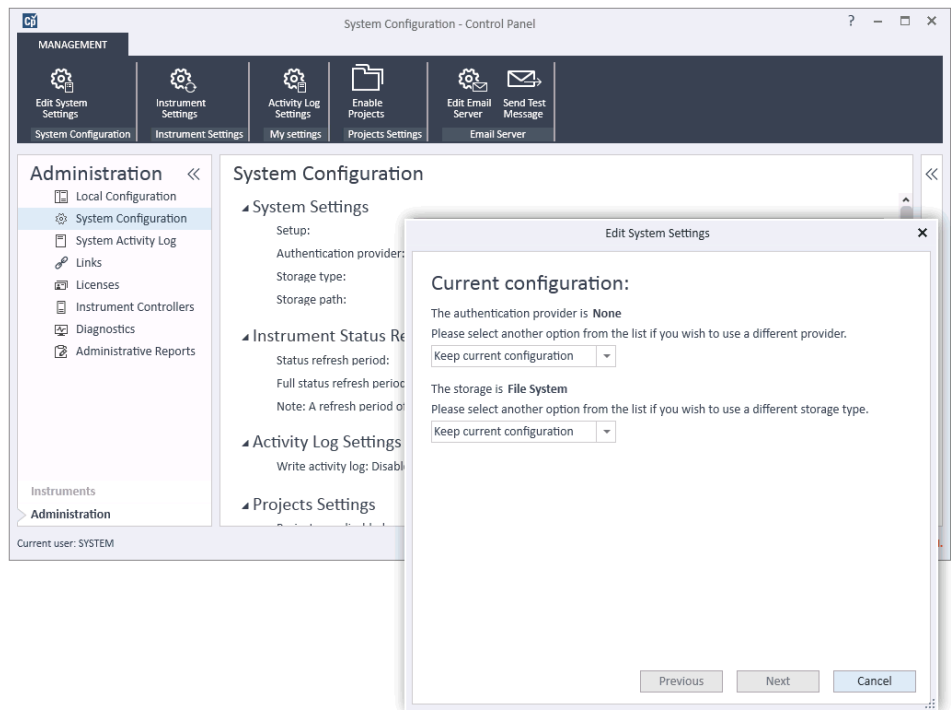 Cp
System Configuration - Control Panel
?
MANAGEMENT
Edit System
Settings
System Configuration
Instrument
Settings
Instrument Settings
Activity Log
Settings
My settings
Enable
Projects
Projects Settings
Edit Email
Server
Send Test
Message
Email Server
Administration
Local Configuration
System Configuration
System Activity Log
Links
Licenses
Instrument Controllers
Diagnostics
Administrative Reports
Instruments
Administration
Current user: SYSTEM
System Configuration
System Settings
Setup:
Authentication provider:
Storage type:
Storage path:
Instrument Status Re
Status refresh period:
Full status refresh period
Note: A refresh period of
Activity Log Settings
Write activity log: Disabl
Projects Settings
Edit System Settings
Current configuration:
The authentication provider is None
Please select another option from the list if you wish to use a different provider.
Keep current configuration
The storage is File System
Please select another option from the list if you wish to use a different storage type.
Keep current configuration
Previous
Next
Cancel